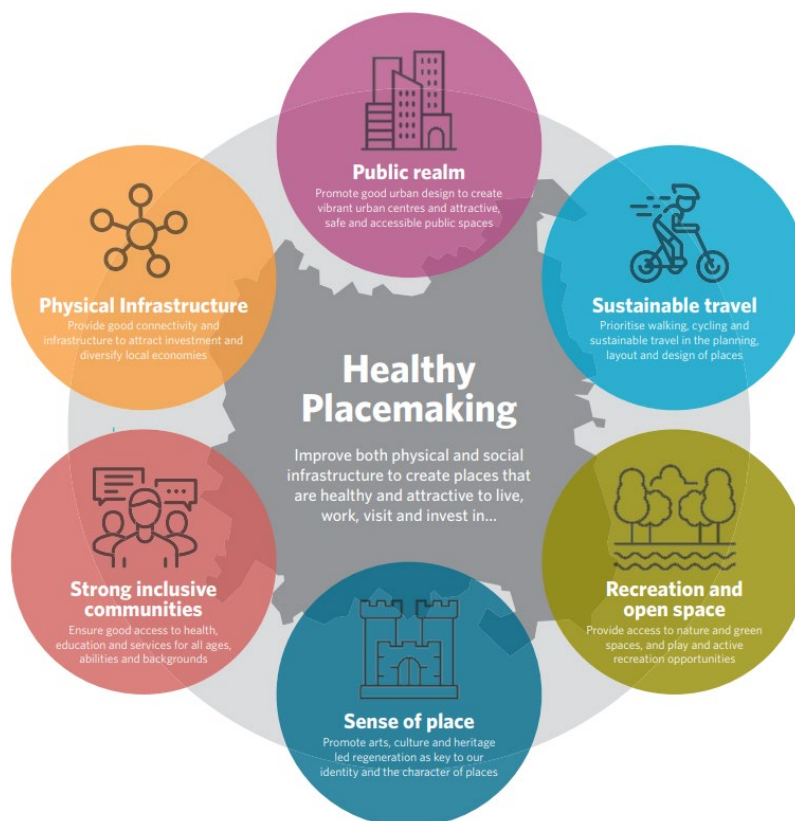 Public realm
Promote good urban design to create
vibrant urban centres and attractive,
safe and accessible public spaces
Physical Infrastructure
Provide good connectivity and
infrastructure to attract investment and
diversify local economies
Sustainable travel
Prioritise walking, cycling and
sustainable travel in the planning,
layout and design of places
Healthy
Placemaking
Improve both physical and social
infrastructure to create places that
are healthy and attractive to live,
work, visit and invest in...
Strong inclusive
communities
Ensure good access to health,
education and services for all ages,
abilities and backgrounds
Recreation and
open space
Provide access to nature and green
spaces, and play and active
recreation opportunities
Sense of place
Promote arts, culture and heritage
led regeneration as key to our
identity and the character of places